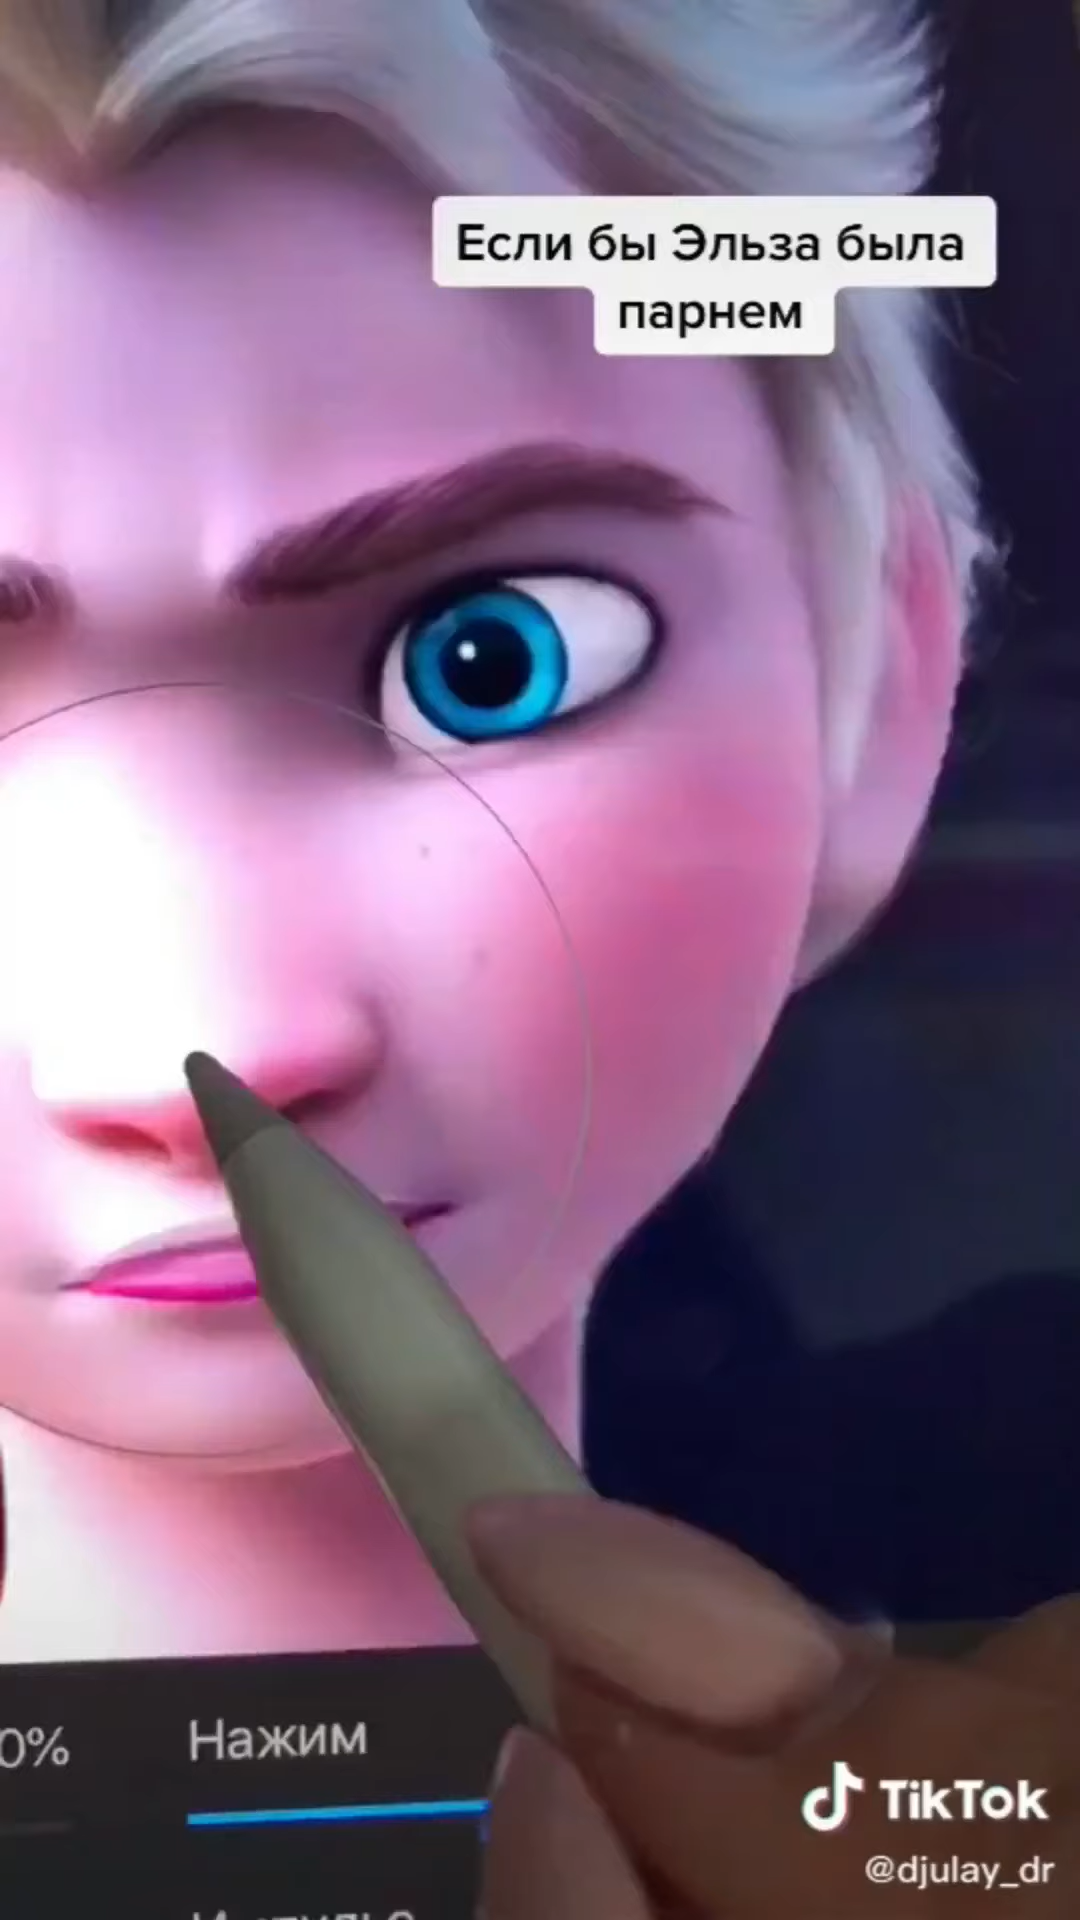 Если бы Эльза была
парнем
0%
Нажим
TikTok
@djulay_dr